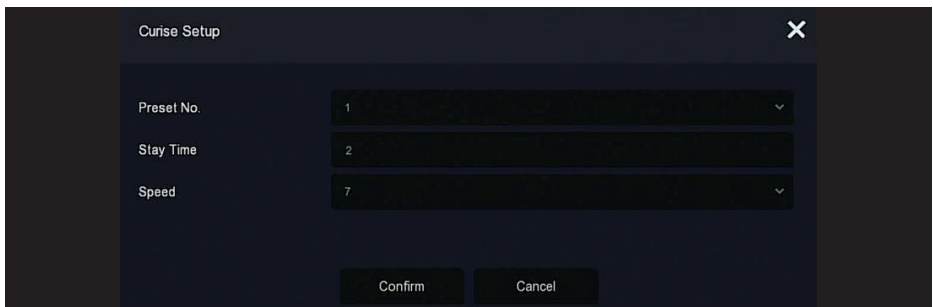 Curise Setup
Preset No. 1
Stay Time 2
Speed 7
Confirm Cancel